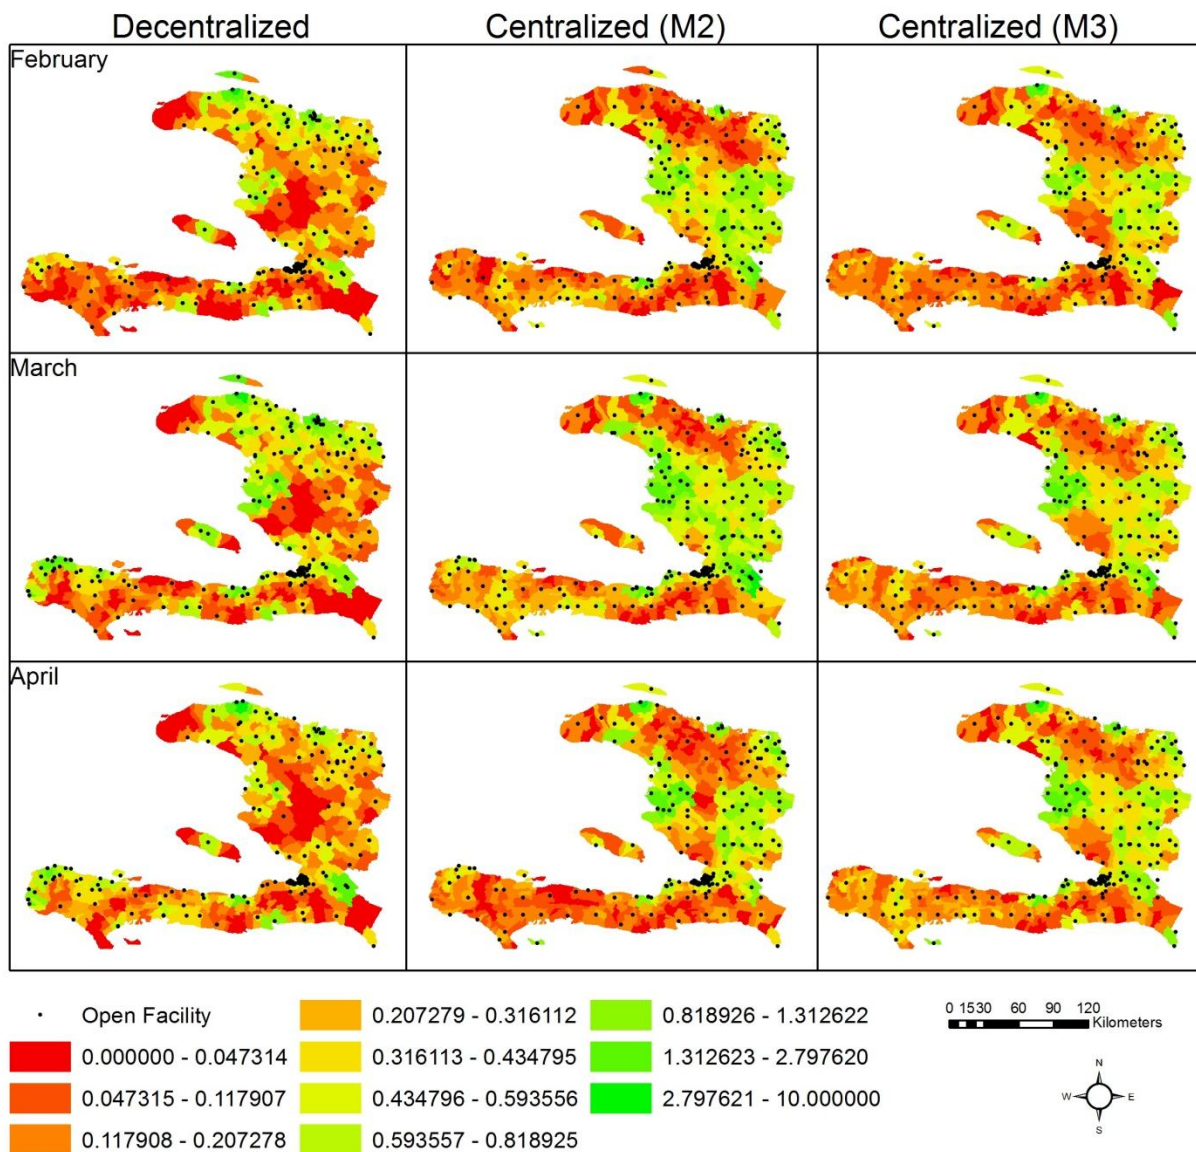 Decentralized Centralized (M2) Centralized (M3)
February
March
April
Open Facility
0.000000 - 0.047314
0.047315 - 0.117907
0.117908 - 0.207278
0.207279 - 0.316112
0.316113 - 0.434795
0.434796 - 0.593556
0.593557 - 0.818925
0.818926 - 1.312622
1.312623 - 2.797620
2.797621 - 10.000000
0 1530 60 90 120
Kilometers
N
W E
S